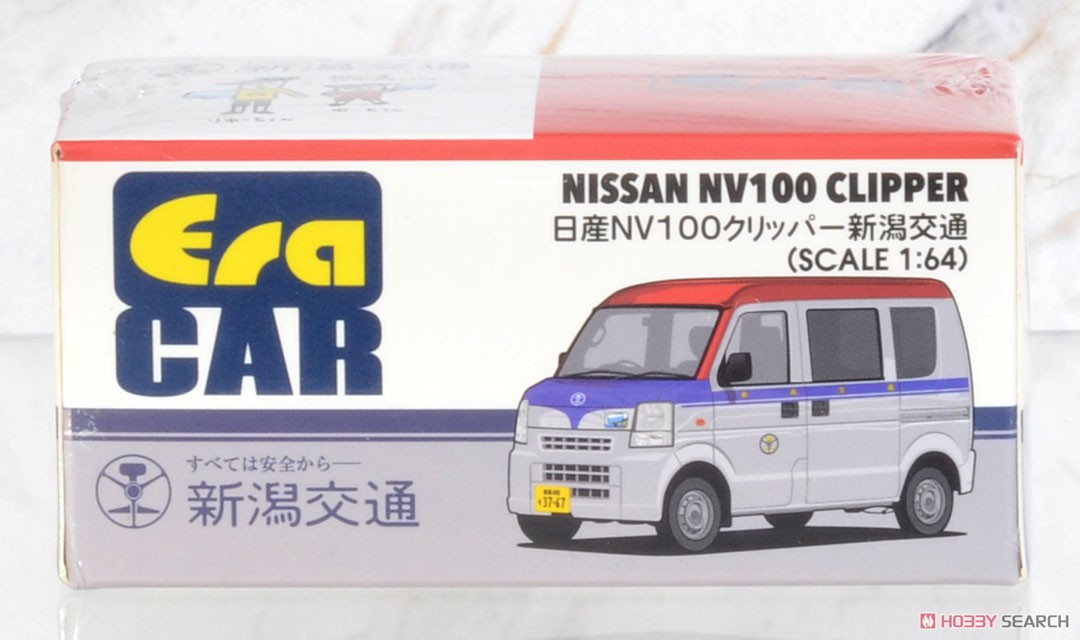 Era
CAR
NISSAN NV100 CLIPPER
日産NV100クリッパー新潟交通
(SCALE 1:64)
すべては安全から—
新潟交通
37-67
HOBBY SEARCH